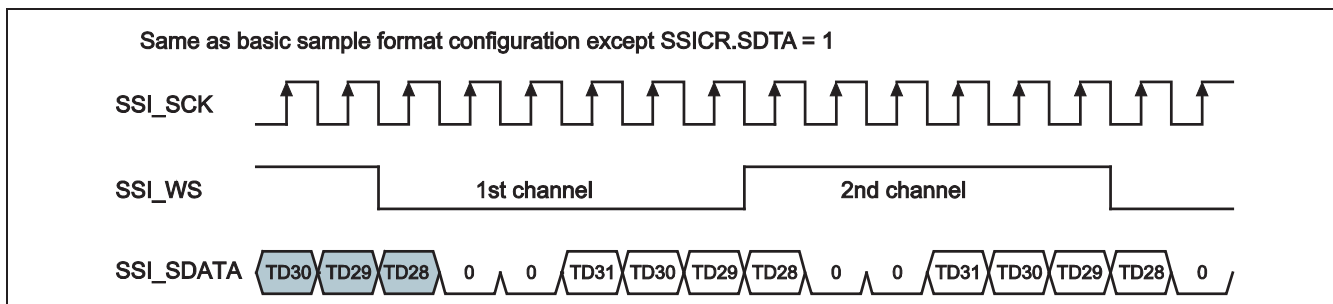 Same as basic sample format configuration except SSICR.SDTA = 1
SSI_SCK
SSI_WS 1st channel 2nd channel
SSI_SDATA TD30 TD29 TD28 0 0 TD31 TD30 TD29 TD28 0 0 TD31 TD30 TD29 TD28 0